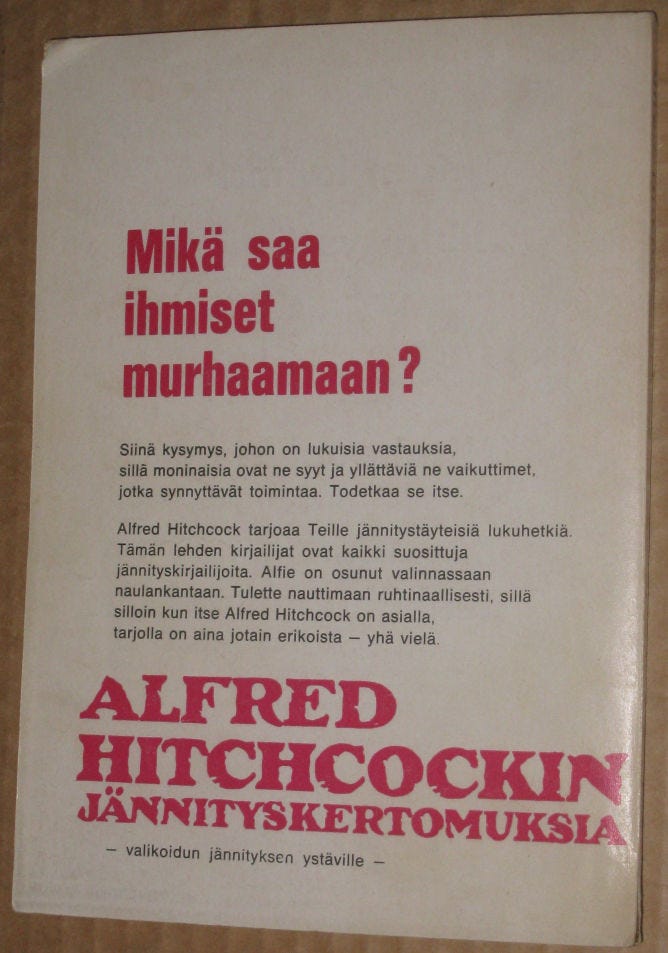 Mikä saa
ihmiset
murhaamaan?
Siinä kysymys, johon on lukuisia vastauksia,
sillä moninaisia ovat ne syyt ja yllättäviä ne vaikuttimet,
jotka synnyttävät toimintaa. Todetkaa se itse.
Alfred Hitchcock tarjoaa Teille jännitystäyteisiä lukuhetkiä.
Tämän lehden kirjailijat ovat kaikki suosittuja
jännityskirjailijoita. Alfie on osunut valinnassaan
naulankantaan. Tulette nauttimaan ruhtinaallisesti, sillä
silloin kun itse Alfred Hitchcock on asialla,
tarjolla on aina jotain erikoista – yhä vielä.
ALFRED
HITCHCOCKIN
JÄNNITYSKERTOMUKSIA
– valikoidun jännityksen ystäville –